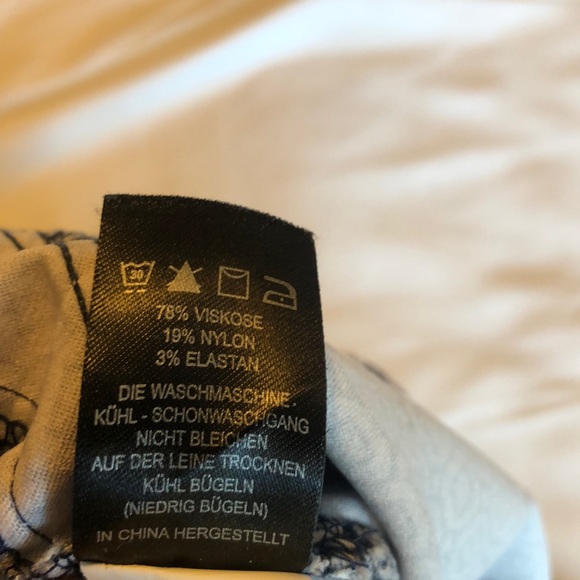 30
78% VISKOSE
19% NYLON
3% ELASTAN
DIE WASCHMASCHINE -
KÜHL - SCHONWASCHGANG
NICHT BLEICHEN
AUF DER LEINE TROCKNEN
KÜHL BÜGELN
(NIEDRIG BÜGELN)
IN CHINA HERGESTELLT